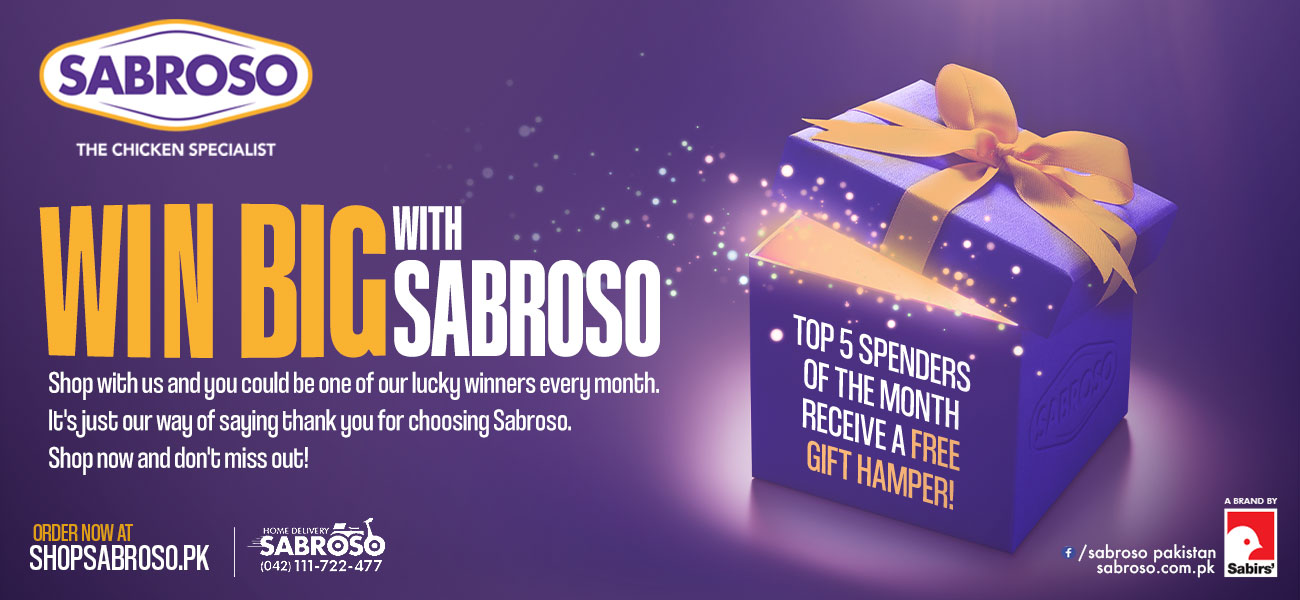 SABROSO
THE CHICKEN SPECIALIST
WIN BIG WITH
SABROSO
Shop with us and you could be one of our lucky winners every month.
It's just our way of saying thank you for choosing Sabroso.
Shop now and don't miss out!
TOP 5 SPENDERS
OF THE MONTH
RECEIVE A FREE
GIFT HAMPER!
SABROSO
ORDER NOW AT
SHOPSABROSO.PK
HOME DELIVERY
SABROSO
(042) 111-722-477
f /sabroso pakistan
sabroso.com.pk
A BRAND BY
Sabirs'